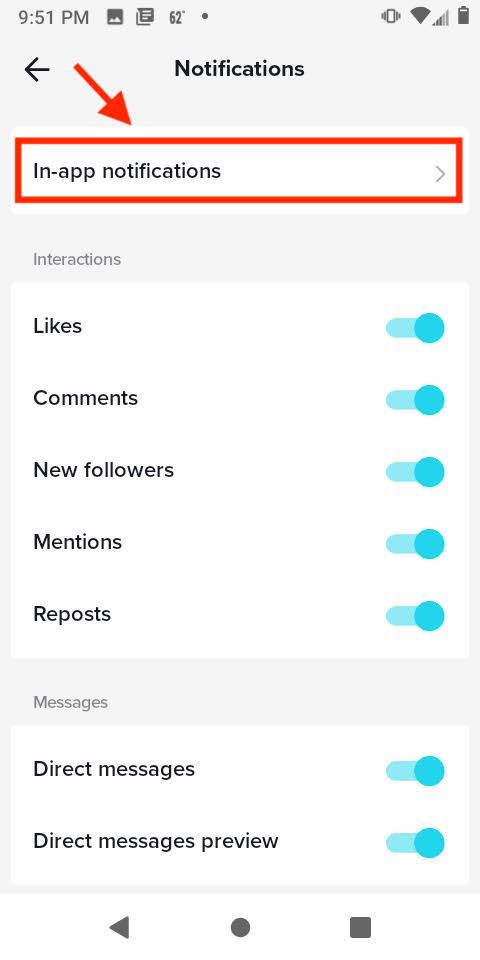 9:51 PM 62°
Notifications
In-app notifications
Interactions
Likes
Comments
New followers
Mentions
Reposts
Messages
Direct messages
Direct messages preview